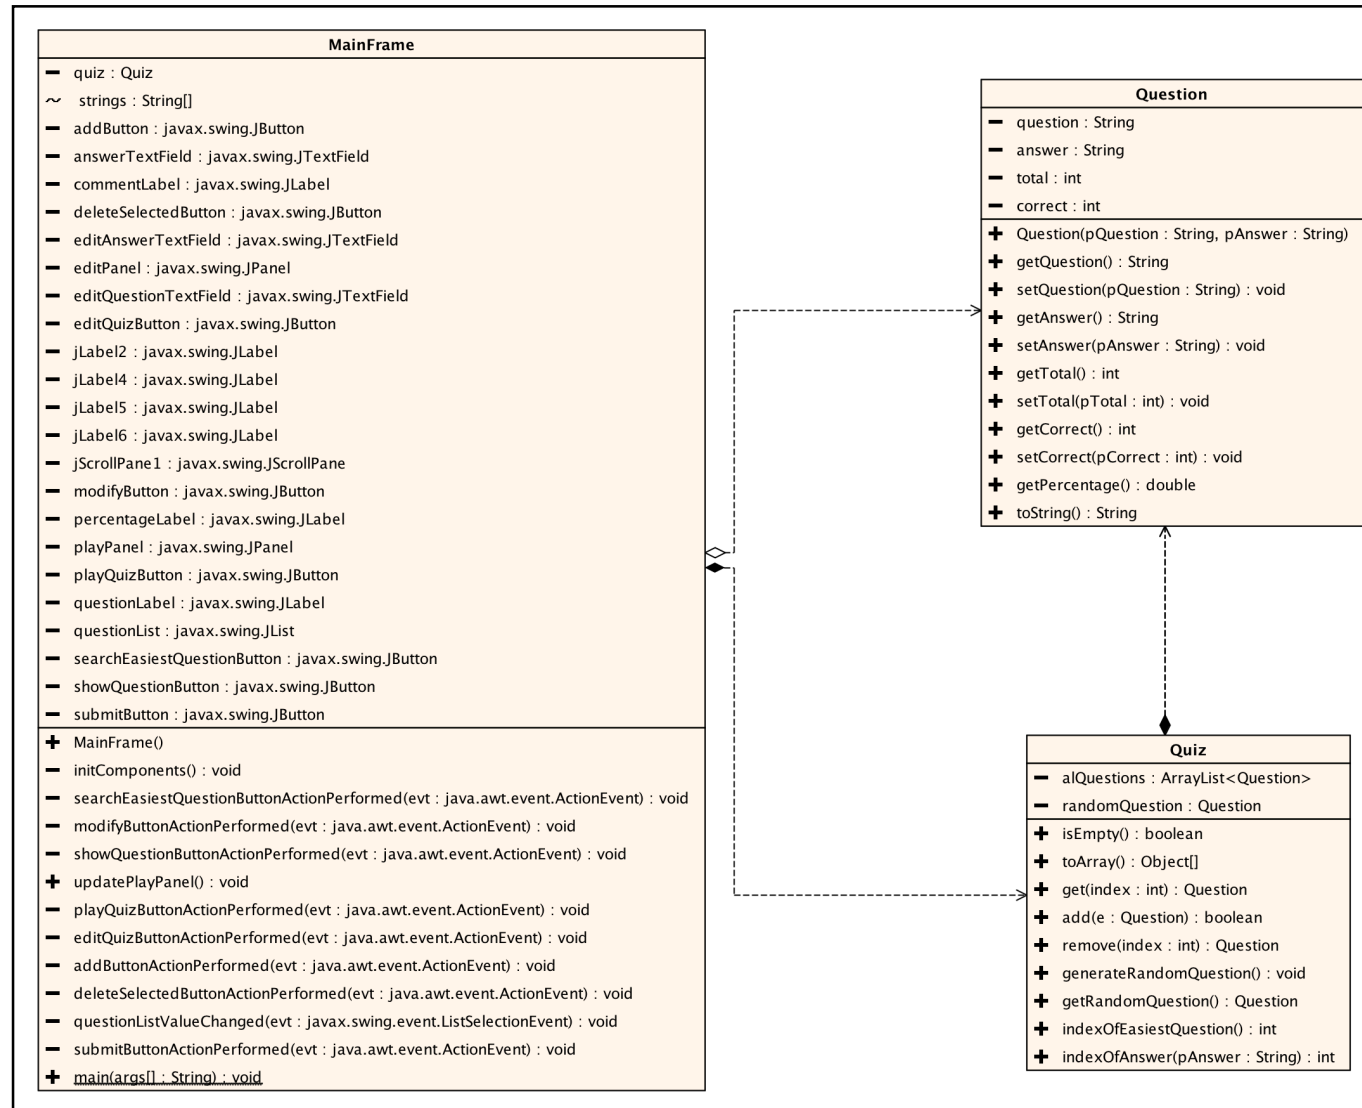 MainFrame
quiz : Quiz
~ strings : String[]
addButton : javax.swing.JButton
answerTextField : javax.swing.JTextField
commentLabel : javax.swing.JLabel
deleteSelectedButton : javax.swing.JButton
editAnswerTextField : javax.swing.JTextField
editPanel : javax.swing.JPanel
editQuestionTextField : javax.swing.JTextField
editQuizButton : javax.swing.JButton
jLabel2 : javax.swing.JLabel
jLabel4 : javax.swing.JLabel
jLabel5 : javax.swing.JLabel
jLabel6 : javax.swing.JLabel
jScrollPane1 : javax.swing.JScrollPane
modifyButton : javax.swing.JButton
percentageLabel : javax.swing.JLabel
playPanel : javax.swing.JPanel
playQuizButton : javax.swing.JButton
questionLabel : javax.swing.JLabel
questionList : javax.swing.JList
searchEasiestQuestionButton : javax.swing.JButton
showQuestionButton : javax.swing.JButton
submitButton : javax.swing.JButton
MainFrame()
initComponents() : void
searchEasiestQuestionButtonActionPerformed(evt : java.awt.event.ActionEvent) : void
modifyButtonActionPerformed(evt : java.awt.event.ActionEvent) : void
showQuestionButtonActionPerformed(evt : java.awt.event.ActionEvent) : void
updatePlayPanel() : void
playQuizButtonActionPerformed(evt : java.awt.event.ActionEvent) : void
editQuizButtonActionPerformed(evt : java.awt.event.ActionEvent) : void
addButtonActionPerformed(evt : java.awt.event.ActionEvent) : void
deleteSelectedButtonActionPerformed(evt : java.awt.event.ActionEvent) : void
questionListValueChanged(evt : javax.swing.event.ListSelectionEvent) : void
submitButtonActionPerformed(evt : java.awt.event.ActionEvent) : void
main(args[] : String) : void
Question
question : String
answer : String
total : int
correct : int
Question(pQuestion : String, pAnswer : String)
getQuestion() : String
setQuestion(pQuestion : String) : void
getAnswer() : String
setAnswer(pAnswer : String) : void
getTotal() : int
setTotal(pTotal : int) : void
getCorrect() : int
setCorrect(pCorrect : int) : void
getPercentage() : double
toString() : String
Quiz
alQuestions : ArrayList<Question>
randomQuestion : Question
isEmpty() : boolean
toArray() : Object[]
get(index : int) : Question
add(e : Question) : boolean
remove(index : int) : Question
generateRandomQuestion() : void
getRandomQuestion() : Question
indexOfEasiestQuestion() : int
indexOfAnswer(pAnswer : String) : int